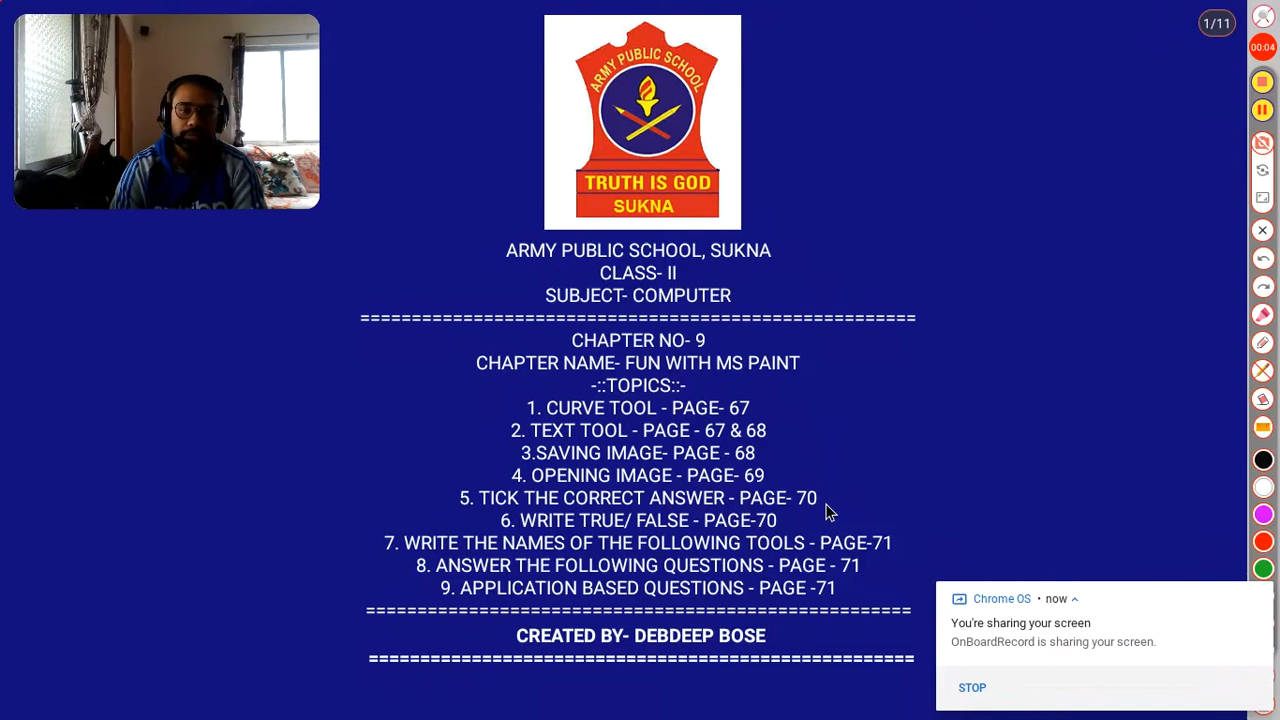 1/11
00:04
ARMY PUBLIC SCHOOL
TRUTH IS GOD
SUKNA
ARMY PUBLIC SCHOOL, SUKNA
CLASS- II
SUBJECT- COMPUTER
======================================================
CHAPTER NO- 9
CHAPTER NAME- FUN WITH MS PAINT
-::TOPICS::-
1. CURVE TOOL - PAGE- 67
2. TEXT TOOL - PAGE - 67 & 68
3.SAVING IMAGE- PAGE - 68
4. OPENING IMAGE - PAGE- 69
5. TICK THE CORRECT ANSWER - PAGE- 70
6. WRITE TRUE/ FALSE - PAGE-70
7. WRITE THE NAMES OF THE FOLLOWING TOOLS - PAGE-71
8. ANSWER THE FOLLOWING QUESTIONS - PAGE - 71
9. APPLICATION BASED QUESTIONS - PAGE -71
=====================================================
CREATED BY- DEBDEEP BOSE
=====================================================
Chrome OS • now
You're sharing your screen
OnBoardRecord is sharing your screen.
STOP